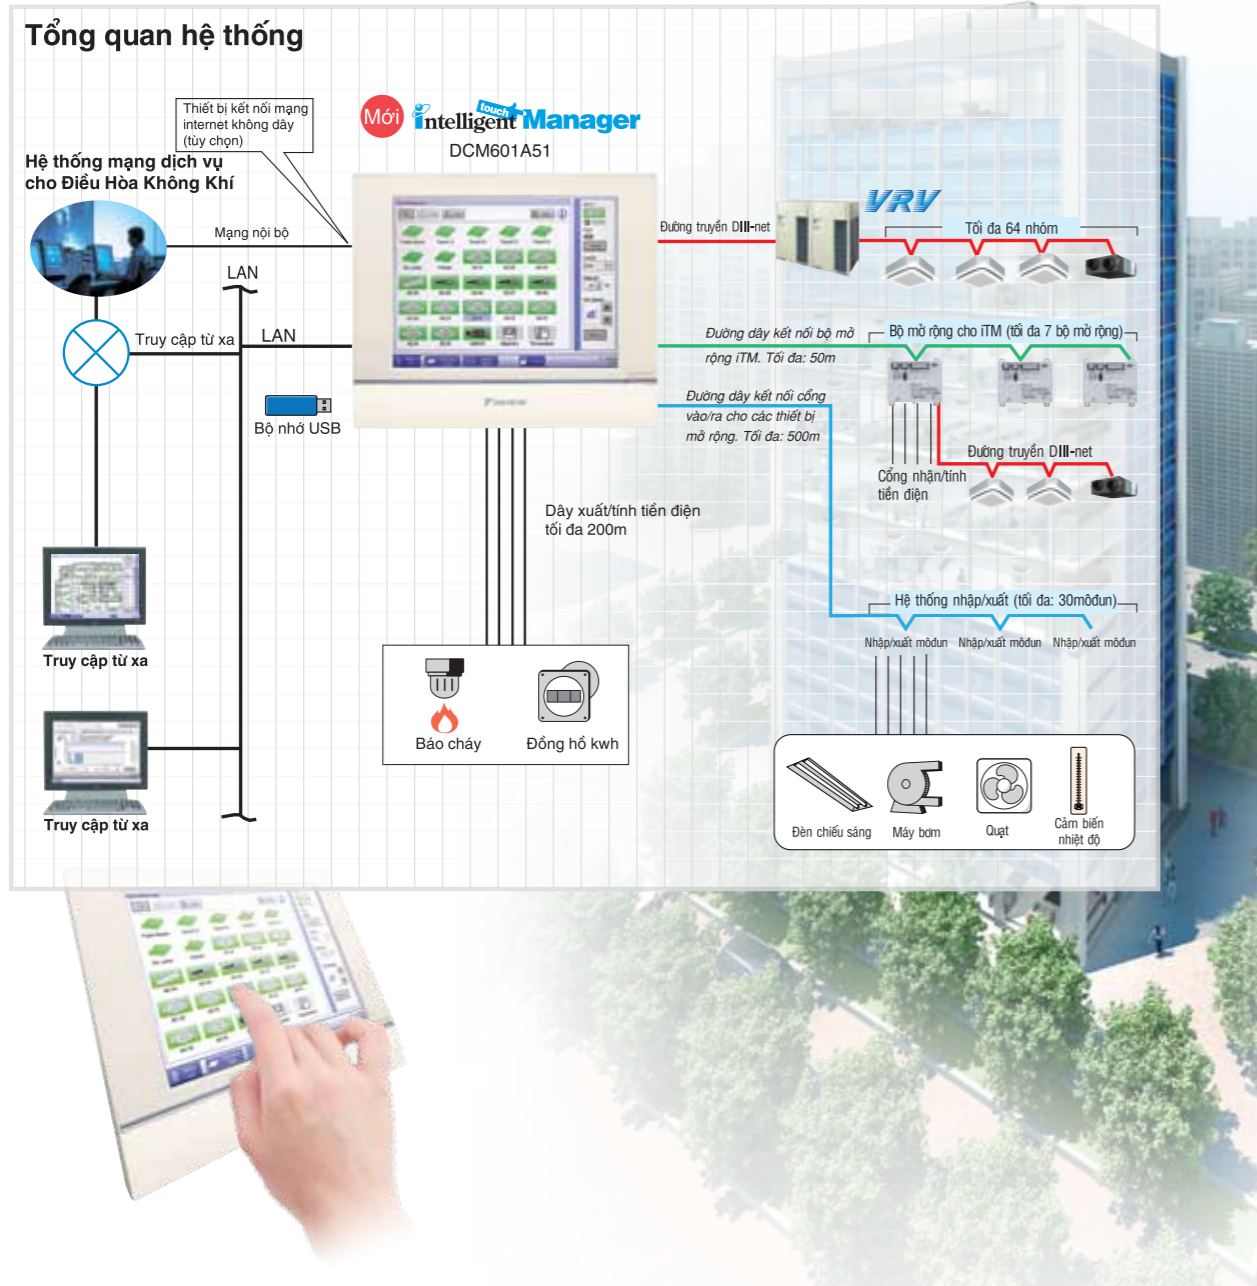 Tổng quan hệ thống
Thiết bị kết nối mạng
internet không dây
(tùy chọn)
Mới
intelligent touch Manager
DCM601A51
Hệ thống mạng dịch vụ
cho Điều Hòa Không Khí
Mạng nội bộ
LAN
Truy cập từ xa
LAN
Bộ nhớ USB
Đường truyền DIII-net
VRV
Tối đa 64 nhóm
Đường dây kết nối bộ mở
rộng iTM. Tối đa: 50m
Bộ mở rộng cho iTM (tối đa 7 bộ mở rộng)
Đường dây kết nối cổng
vào/ra cho các thiết bị
mở rộng. Tối đa: 500m
Cổng nhận/tính
tiền điện
Đường truyền DIII-net
Dây xuất/tính tiền điện
tối đa 200m
Hệ thống nhập/xuất (tối đa: 30môđun)
Nhập/xuất môđun Nhập/xuất môđun Nhập/xuất môđun
Truy cập từ xa
Truy cập từ xa
Báo cháy
Đồng hồ kwh
Đèn chiếu sáng
Máy bơm
Quạt
Cảm biến
nhiệt độ